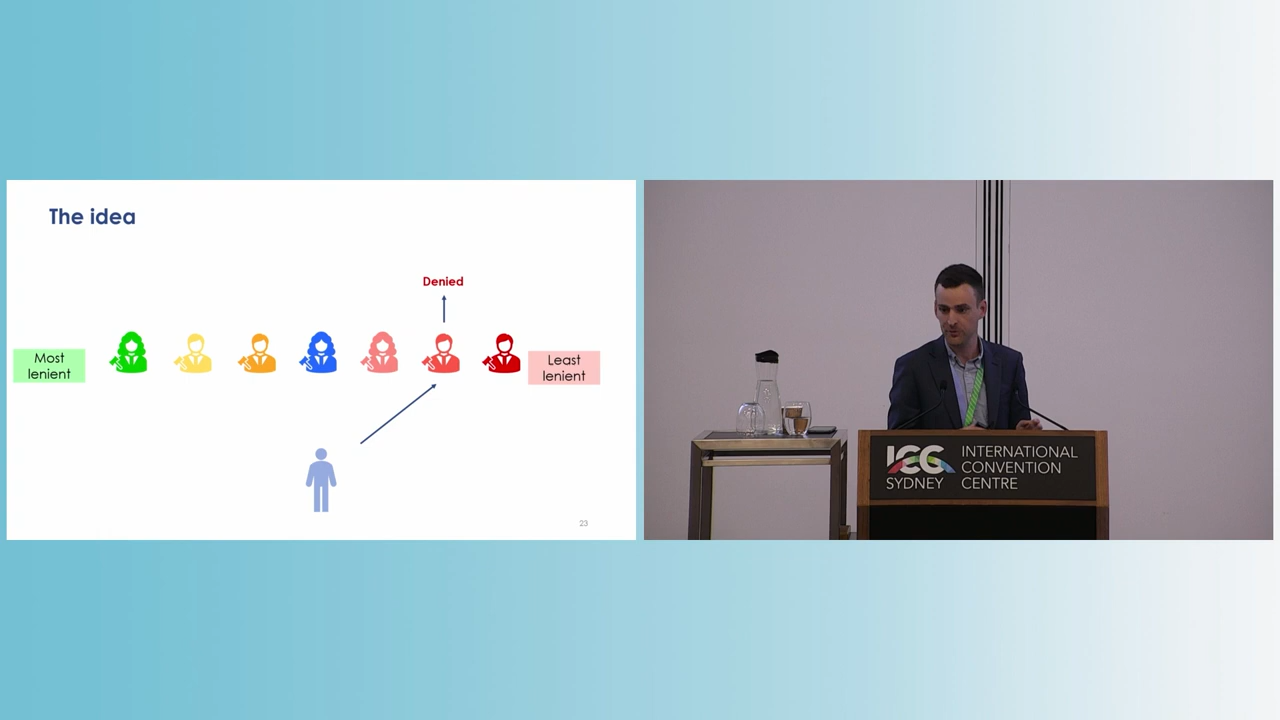 The idea
Denied
Most
lenient
Least
lenient
23
ICC
SYDNEY
INTERNATIONAL
CONVENTION
CENTRE